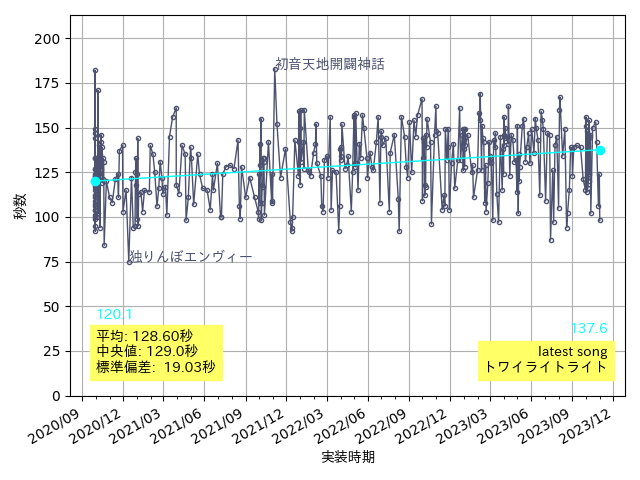 200
175
150
125
100
75
50
25
0
秒数
初音天地開闢神話
独りんぼエンヴィー
120.1
137.6
平均: 128.60秒
中央値: 129.0秒
標準偏差: 19.03秒
latest song
トワイライトライト
2020/09
2020/12
2021/03
2021/06
2021/09
2021/12
2022/03
2022/06
2022/09
2022/12
2023/03
2023/06
2023/09
2023/12
実装時期